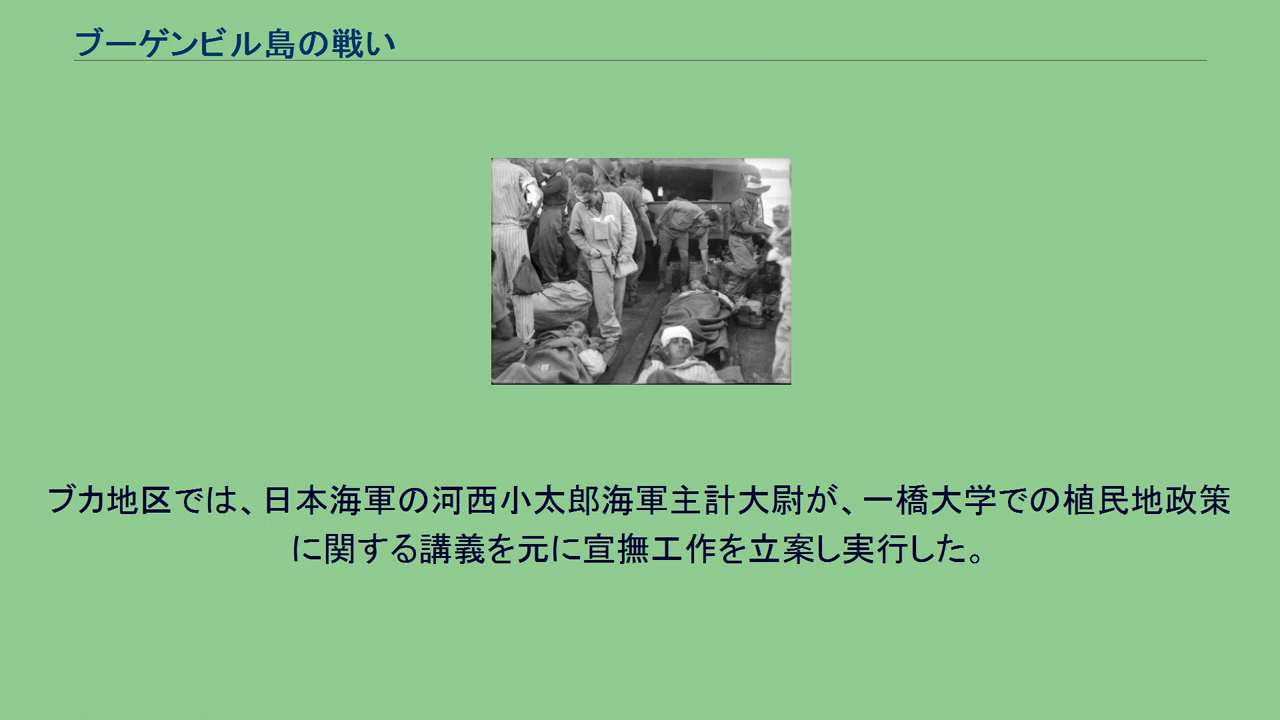 ブーゲンビル島の戦い
ブカ地区では、日本海軍の河西小太郎海軍主計大尉が、一橋大学での植民地政策
に関する講義を元に宣撫工作を立案し実行した。